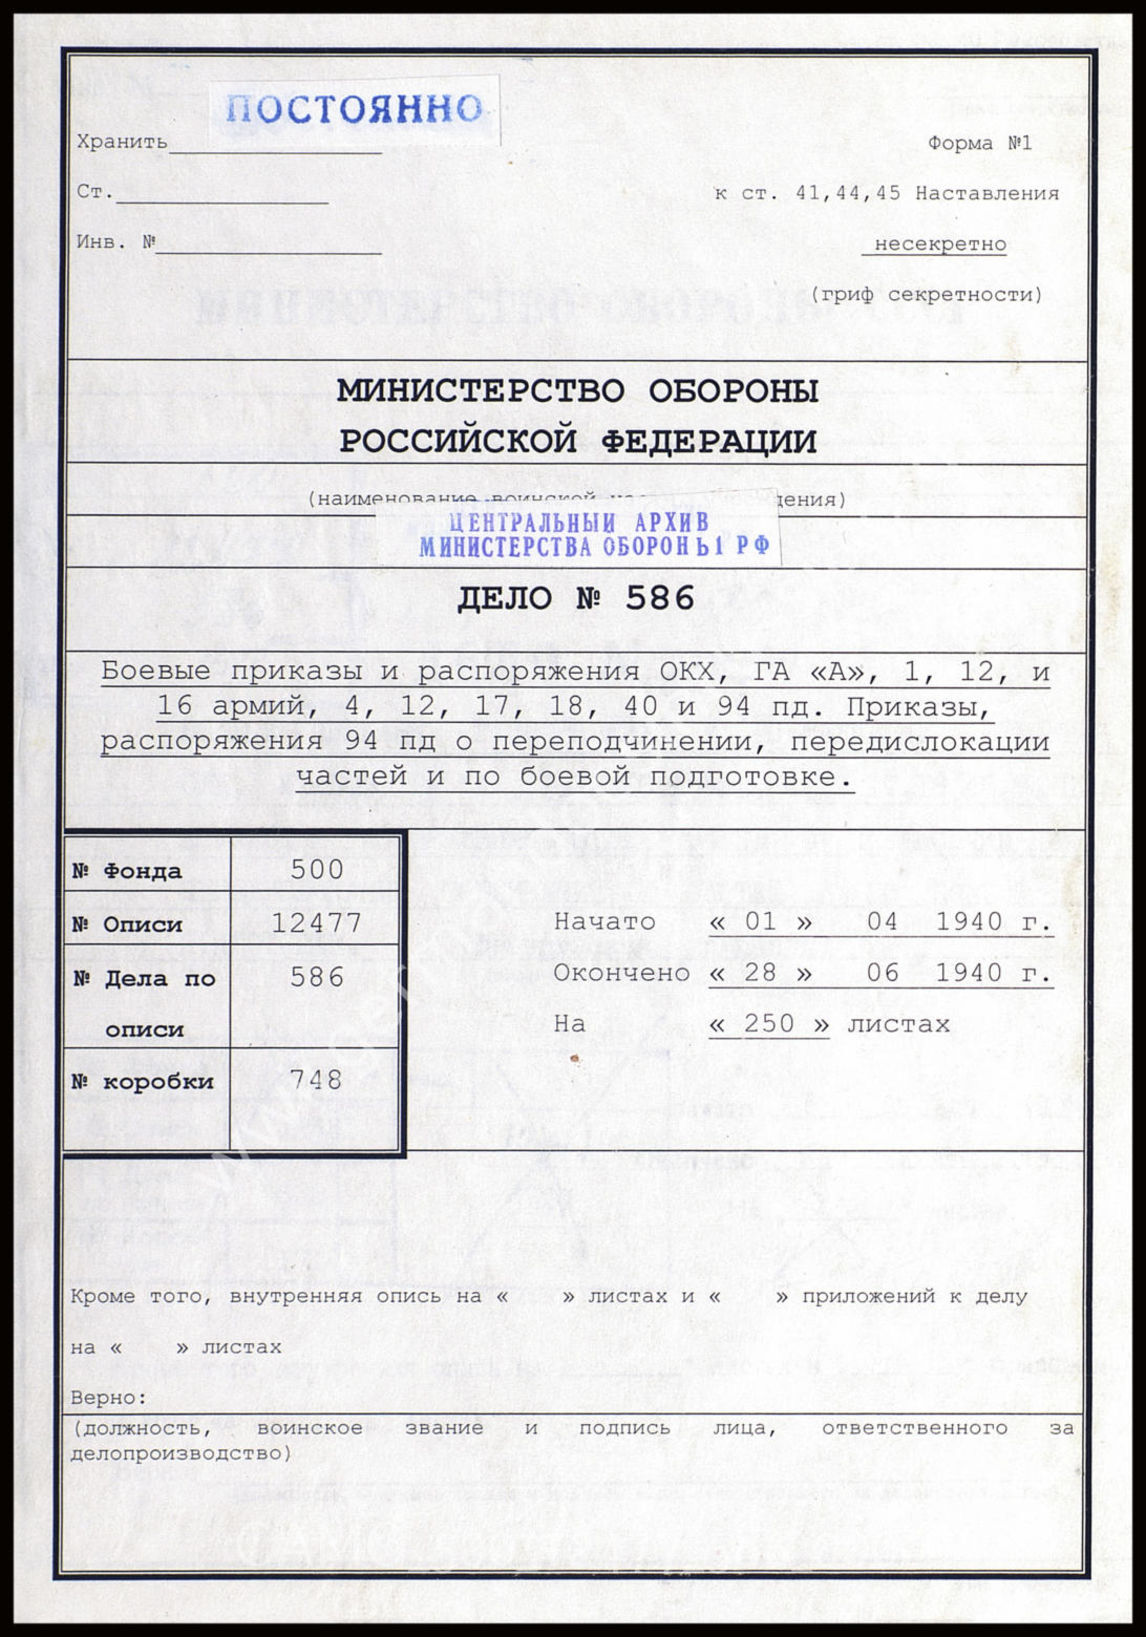 ПОСТОЯННО
Хранить
Форма №1
Ст.
к ст. 41,44,45 Наставления
Инв. №
несекретно
(гриф секретности)
МИНИСТЕРСТВО ОБОРОНЫ
РОССИЙСКОЙ ФЕДЕРАЦИИ
(наименование воинской
ЦЕНТРАЛЬНЫЙ АРХИВ
МИНИСТЕРСТВА ОБОРОНЫ РФ
ДЕЛО № 586
Боевые приказы и распоряжения ОКХ, ГА «А», 1, 12, и
16 армий, 4, 12, 17, 18, 40 и 94 пд. Приказы,
распоряжения 94 пд о переподчинении, передислокации
частей и по боевой подготовке.
№ Фонда 500
№ Описи 12477
№ Дела по описи 586
№ коробки 748
Начато « 01 » 04 1940 г.
Окончено « 28 » 06 1940 г.
На « 250 » листах
Кроме того, внутренняя опись на « » листах и « » приложений к делу
на « » листах
Верно:
(должность, воинское звание и подпись лица, ответственного за
делопроизводство)